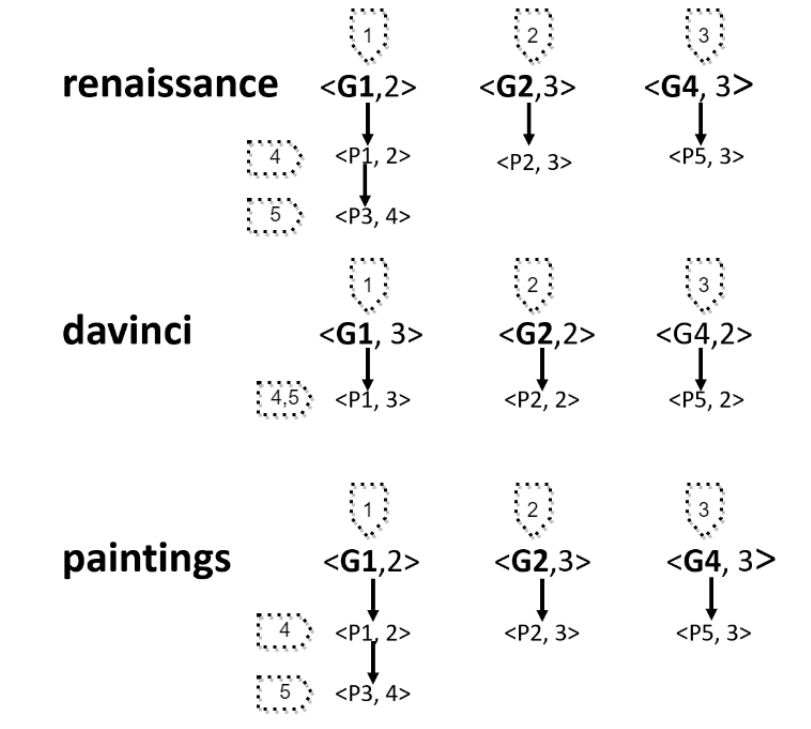 1 2 3
renaissance <G1,2> <G2,3> <G4, 3>
4 <P1, 2> <P2, 3> <P5, 3>
5 <P3, 4>
1 2 3
davinci <G1, 3> <G2,2> <G4,2>
4,5 <P1, 3> <P2, 2> <P5, 2>
1 2 3
paintings <G1,2> <G2,3> <G4, 3>
4 <P1, 2> <P2, 3> <P5, 3>
5 <P3, 4>